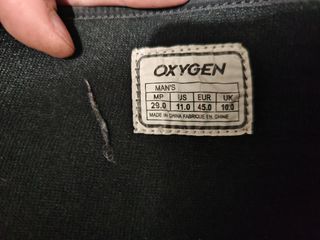 OXYGEN
MAN'S
MP US EUR UK
29.0 11.0 45.0 10.0
MADE IN CHINA FABRIQUE EN CHINE